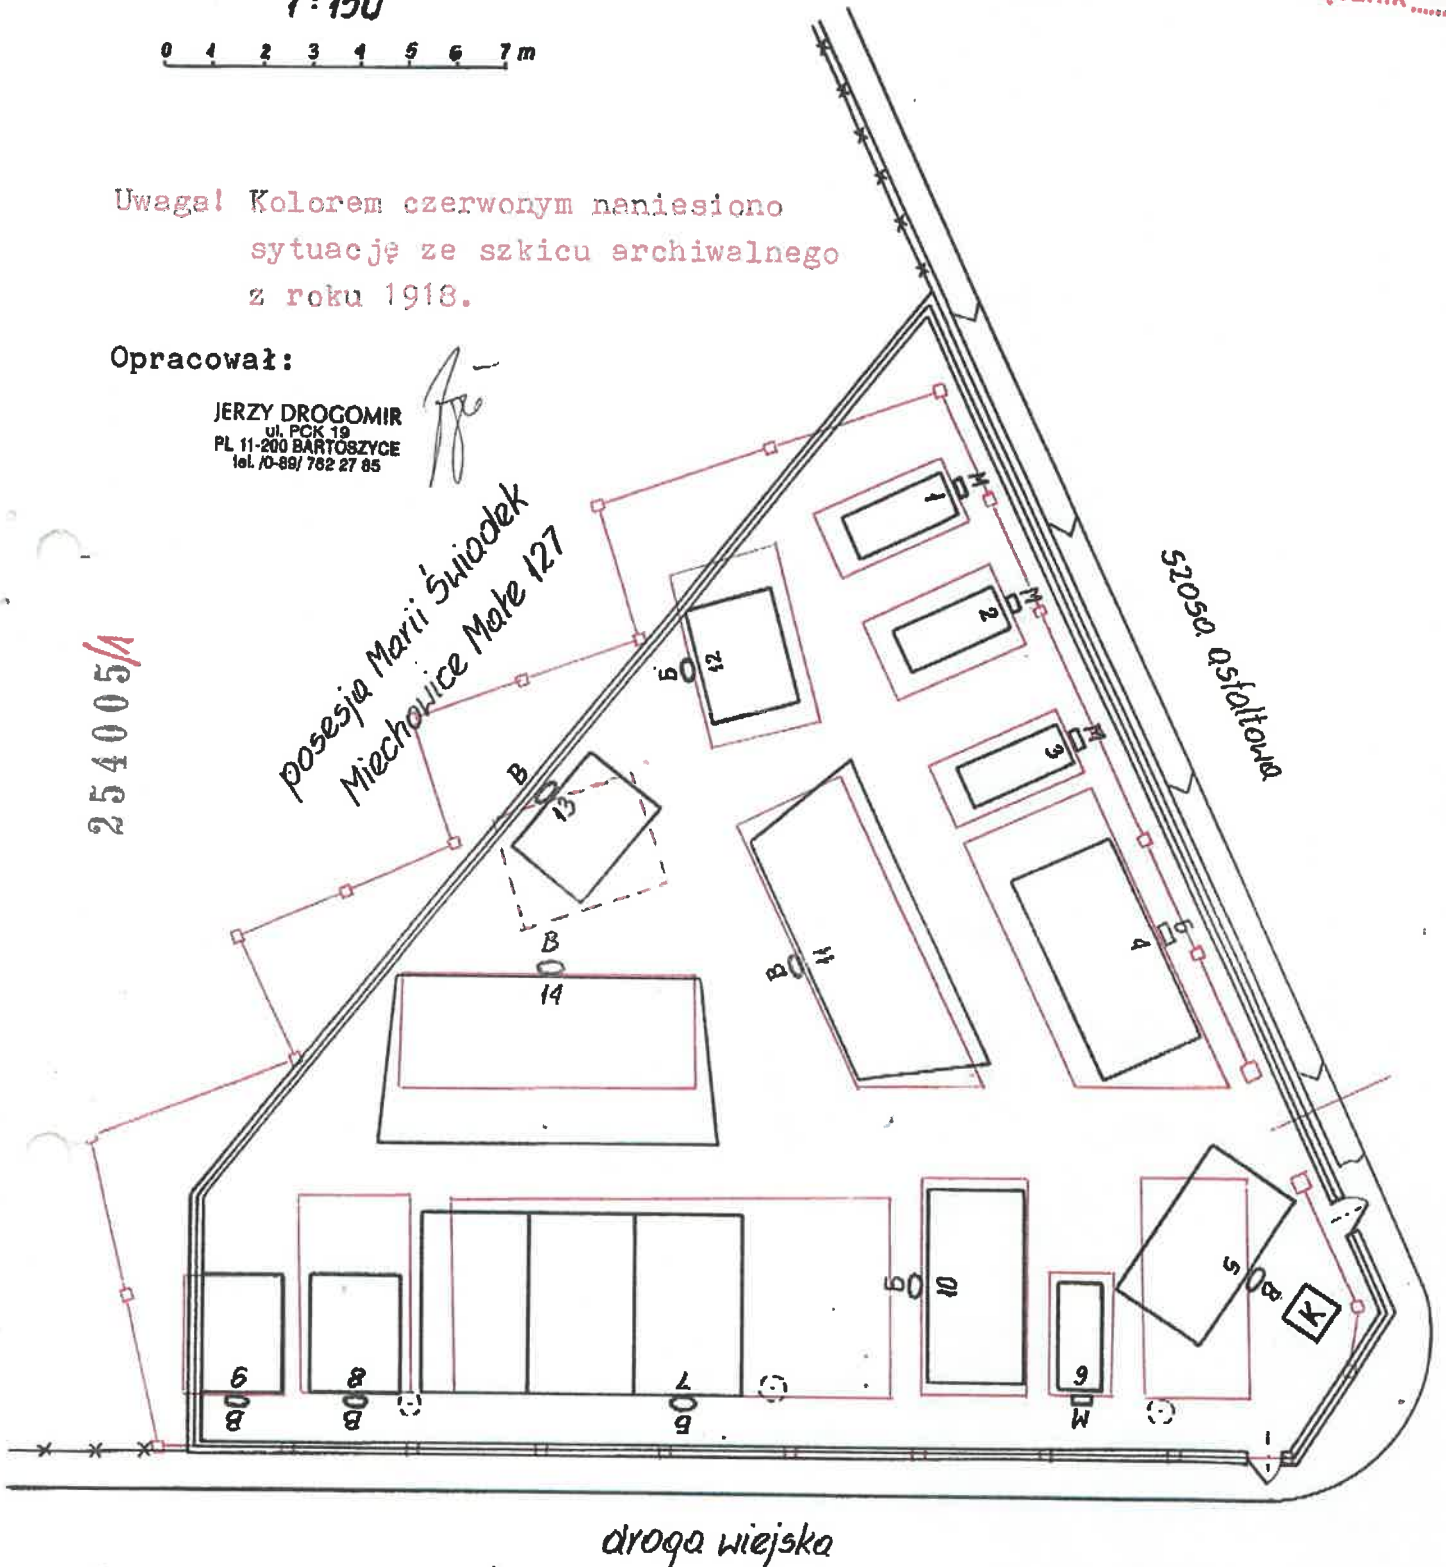 1:150
0 1 2 3 4 5 6 7 m
Uwaga! Kolorem czerwonym naniesiono
sytuację ze szkicu archiwalnego
z roku 1918.
Opracował:
JERZY DROGOMIR
ul. PCK 19
PL 11-200 BARTOSZYCE
tel. /0-89/ 762 27 85
254005/1
posesja Marii Świadek
Miechowice Małe 127
szosa asfaltowa
1 M
2 M
3 M
4 Б
5 B
K
6 M
7 Б
8 B
9 B
10 Б
11 B
12 Б
13 B
14 B
droga wiejska